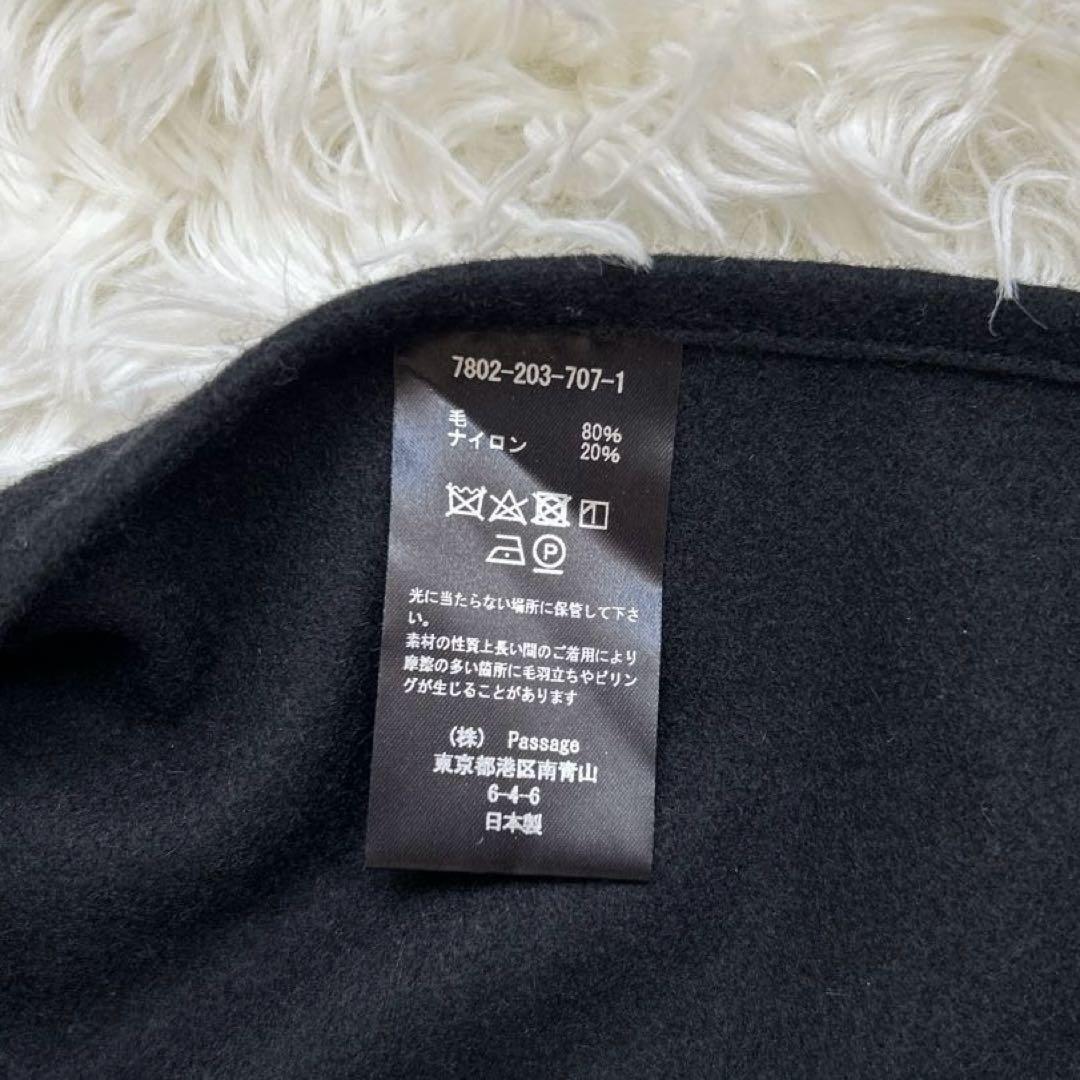 7802-203-707-1
毛 80%
ナイロン 20%
P
光に当たらない場所に保管して下さ
い。
素材の性質上長い間のご着用により
摩擦の多い箇所に毛羽立ちやピリン
グが生じることがあります
(株) Passage
東京都港区南青山
6-4-6
日本製